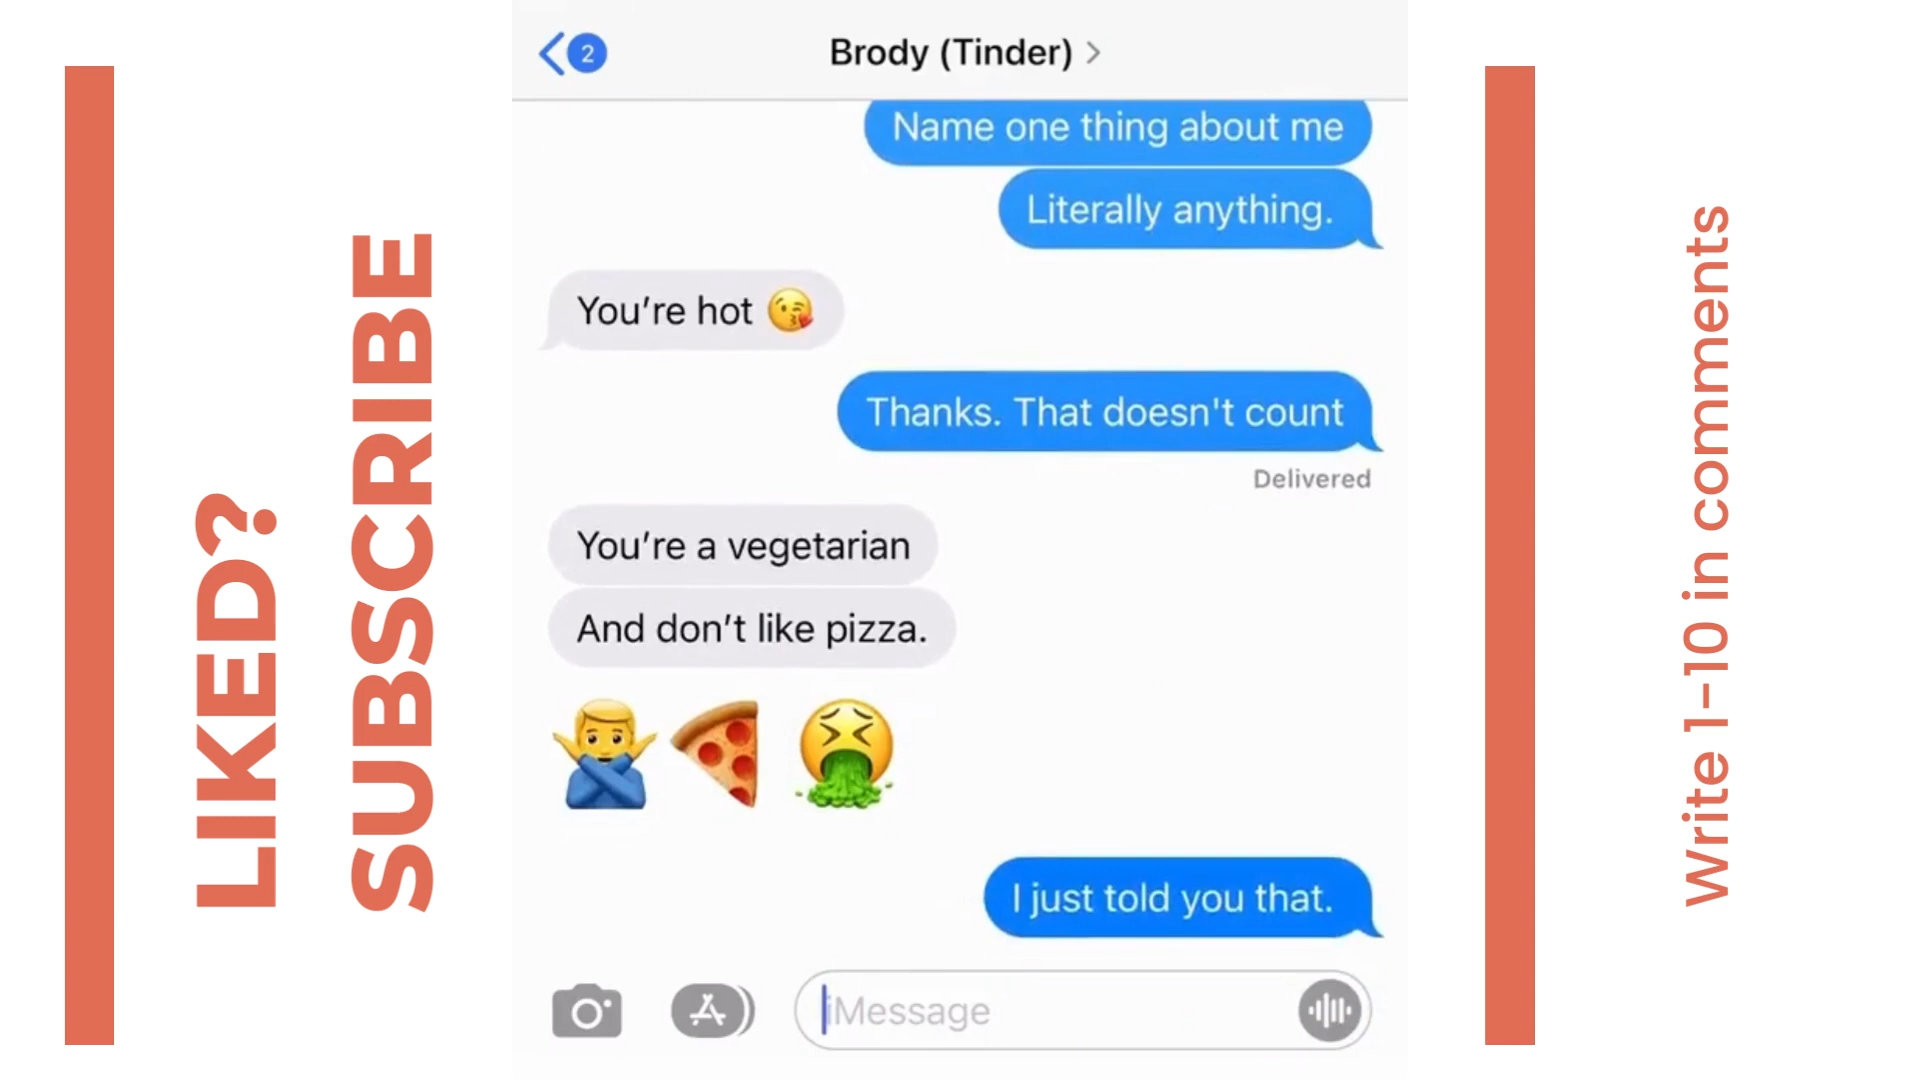 LIKED?
SUBSCRIBE
2
Brody (Tinder)
Name one thing about me
Literally anything.
You’re hot 😘
Thanks. That doesn't count
Delivered
You’re a vegetarian
And don’t like pizza.
🙅‍♂️🍕🤮
I just told you that.
iMessage
Write 1-10 in comments